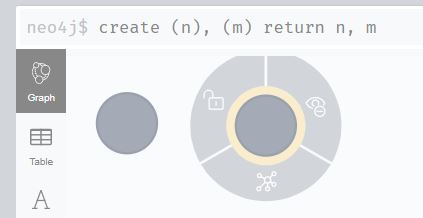 neo4j$ create (n), (m) return n, m
Graph
Table
A